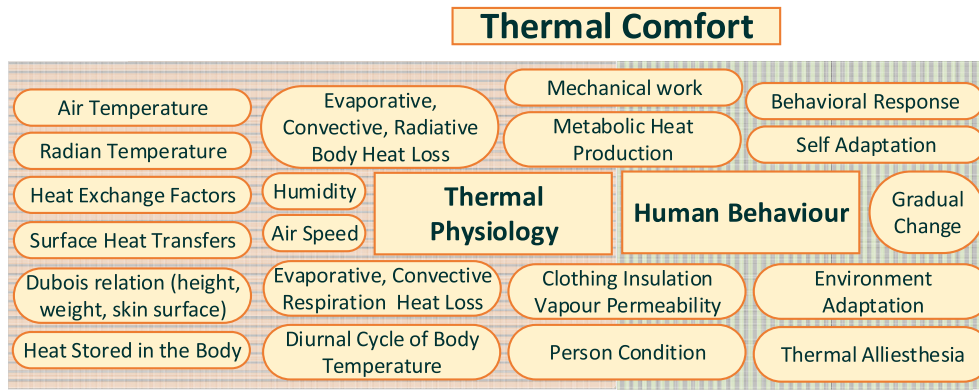 Thermal Comfort
Air Temperature
Radian Temperature
Heat Exchange Factors
Surface Heat Transfers
Dubois relation (height,
weight, skin surface)
Heat Stored in the Body
Evaporative,
Convective, Radiative
Body Heat Loss
Humidity
Air Speed
Evaporative, Convective
Respiration Heat Loss
Diurnal Cycle of Body
Temperature
Mechanical work
Metabolic Heat
Production
Thermal
Physiology
Clothing Insulation
Vapour Permeability
Person Condition
Behavioral Response
Self Adaptation
Human Behaviour
Gradual
Change
Environment
Adaptation
Thermal Alliesthesia